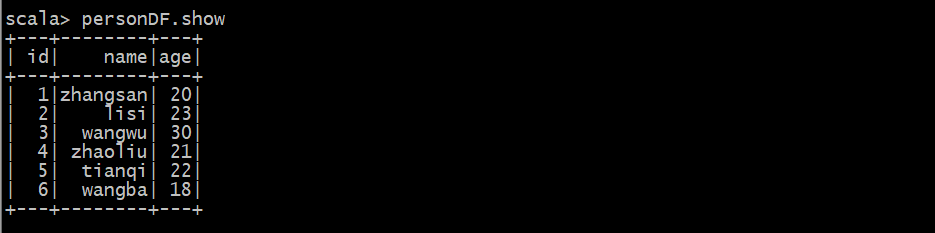 scala> personDF.show
+---+--------+---+
| id|    name|age|
+---+--------+---+
|  1|zhangsan| 20|
|  2|    lisi| 23|
|  3|  wangwu| 30|
|  4| zhaoliu| 21|
|  5|  tianqi| 22|
|  6|  wangba| 18|
+---+--------+---+